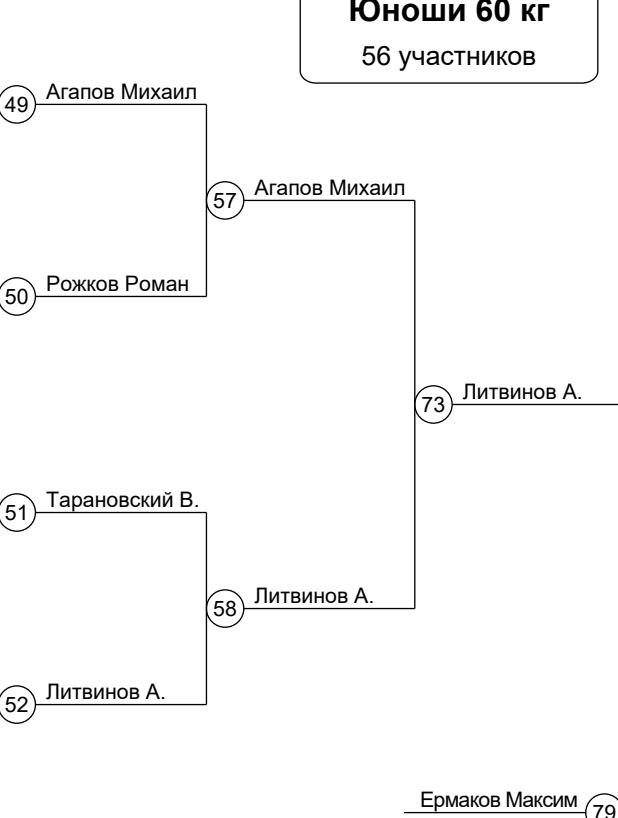 Юноши 60 кг
56 участников
49 Агапов Михаил
57 Агапов Михаил
50 Рожков Роман
73 Литвинов А.
51 Тарановский В.
58 Литвинов А.
52 Литвинов А.
Ермаков Максим 79